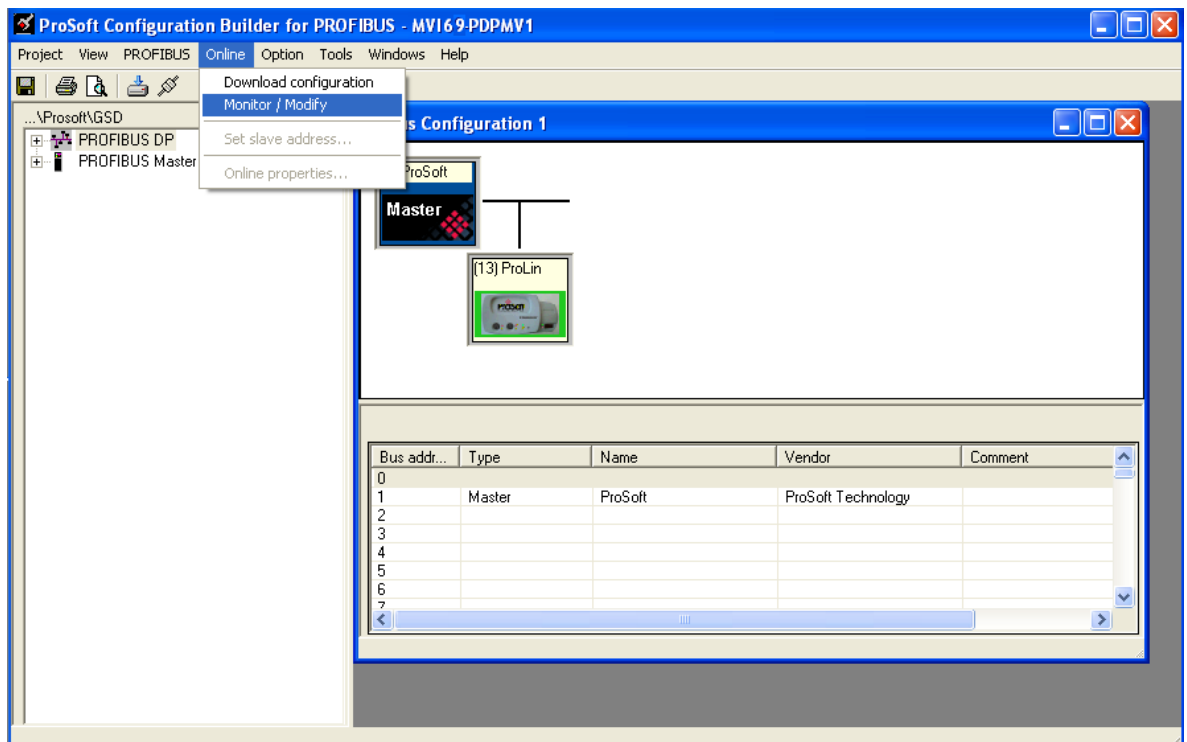 ProSoft Configuration Builder for PROFIBUS - MVI69-PDPMV1
Project View PROFIBUS Online Option Tools Windows Help
Download configuration
Monitor / Modify
Set slave address...
Online properties...
...\Prosoft\GSD
PROFIBUS DP
PROFIBUS Master
s Configuration 1
ProSoft
Master
(13) ProLin
Bus addr... Type Name Vendor Comment
0
1 Master ProSoft ProSoft Technology
2
3
4
5
6
7